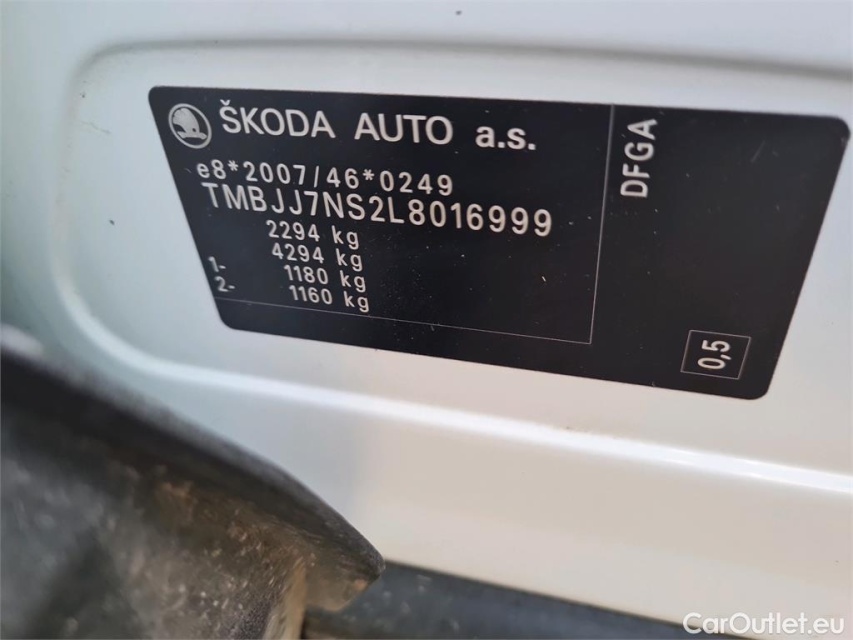 ŠKODA AUTO a.s.
e8*2007/46*0249
TMBJJ7NS2L8016999
2294 kg
4294 kg
1- 1180 kg
2- 1160 kg
DFGA
0,5
CarOutlet.eu